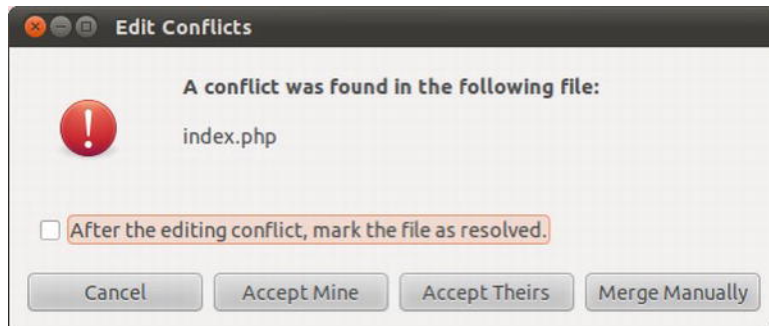 Edit Conflicts
A conflict was found in the following file:
index.php
After the editing conflict, mark the file as resolved.
Cancel Accept Mine Accept Theirs Merge Manually